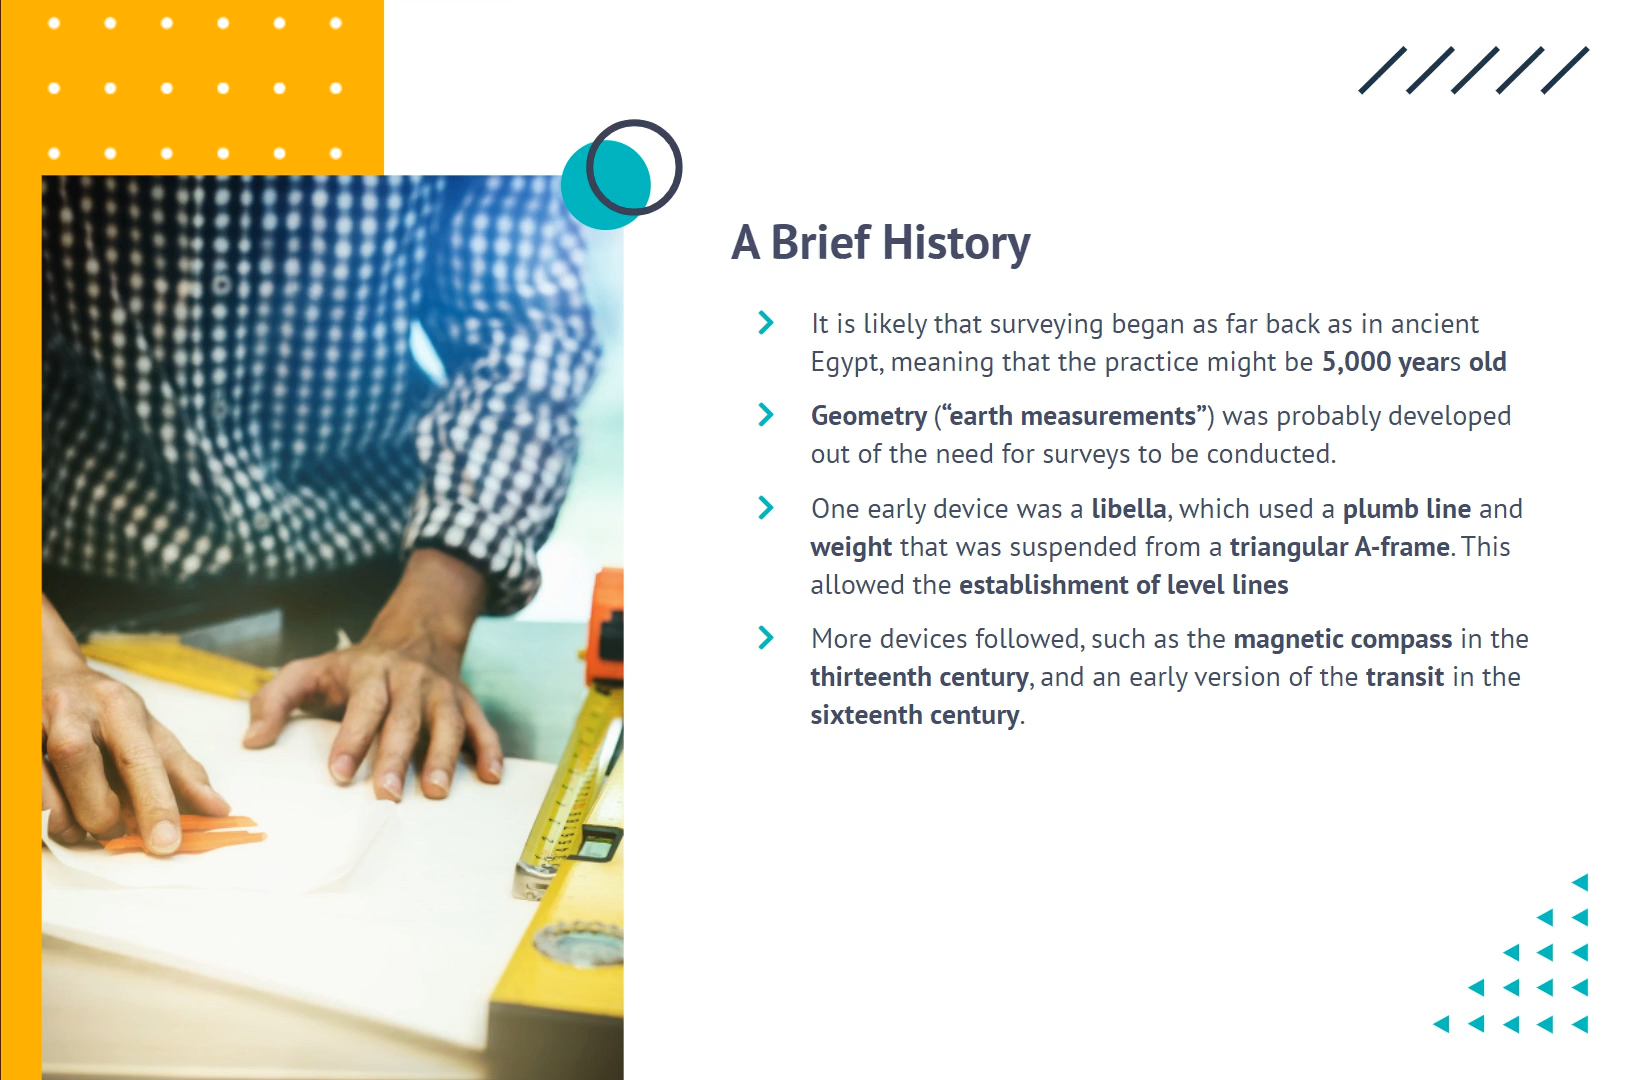 A Brief History
It is likely that surveying began as far back as in ancient
Egypt, meaning that the practice might be 5,000 years old
Geometry (“earth measurements”) was probably developed
out of the need for surveys to be conducted.
One early device was a libella, which used a plumb line and
weight that was suspended from a triangular A-frame. This
allowed the establishment of level lines
More devices followed, such as the magnetic compass in the
thirteenth century, and an early version of the transit in the
sixteenth century.